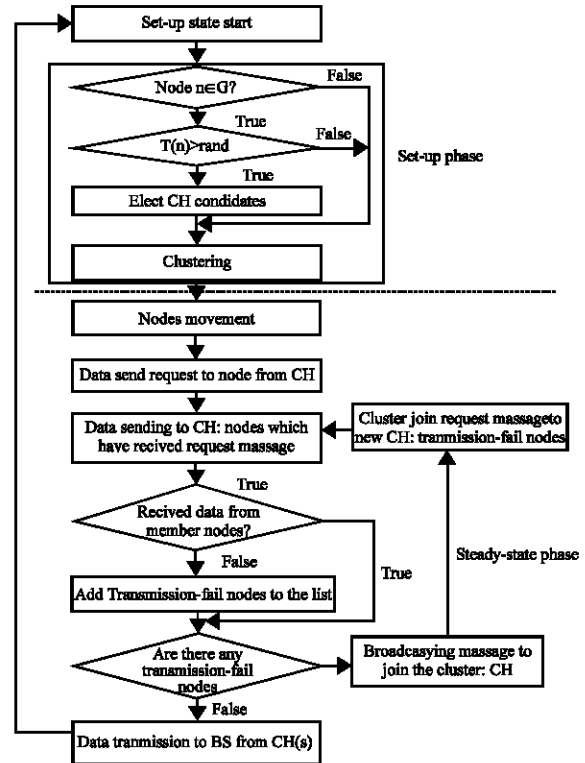 Set-up state start
False
Node n∈G?
True
False
T(n)>rand
Set-up phase
True
Elect CH condidates
Clustering
Nodes movement
Data send request to node from CH
Data sending to CH: nodes which
have recived request massage
Cluster join request massageto
new CH: tranmission-fail nodes
True
Recived data from
member nodes?
False
True
Steady-state phase
Add Transmission-fail nodes to the list
Are there any
transmission-fail
nodes
Broadcasying massage to
join the cluster: CH
False
Data tranmission to BS from CH(s)